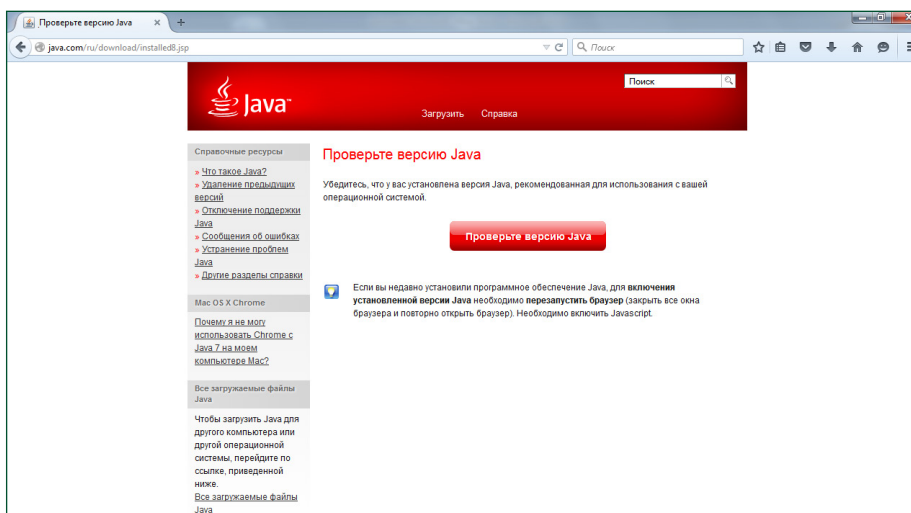 Проверьте версию Java
java.com/ru/download/installed8.jsp
Поиск
Java
Поиск
Загрузить Справка
Справочные ресурсы
» Что такое Java?
» Удаление предыдущих
версий
» Отключение поддержки
Java
» Сообщения об ошибках
» Устранение проблем
Java
» Другие разделы справки
Mac OS X Chrome
Почему я не могу
использовать Chrome с
Java 7 на моем
компьютере Mac?
Все загружаемые файлы
Java
Чтобы загрузить Java для
другого компьютера или
другой операционной
системы, перейдите по
ссылке, приведенной
ниже.
Все загружаемые файлы
Java
Проверьте версию Java
Убедитесь, что у вас установлена версия Java, рекомендованная для использования с вашей
операционной системой.
Проверьте версию Java
Если вы недавно установили программное обеспечение Java, для включения
установленной версии Java необходимо перезапустить браузер (закрыть все окна
браузера и повторно открыть браузер). Необходимо включить Javascript.